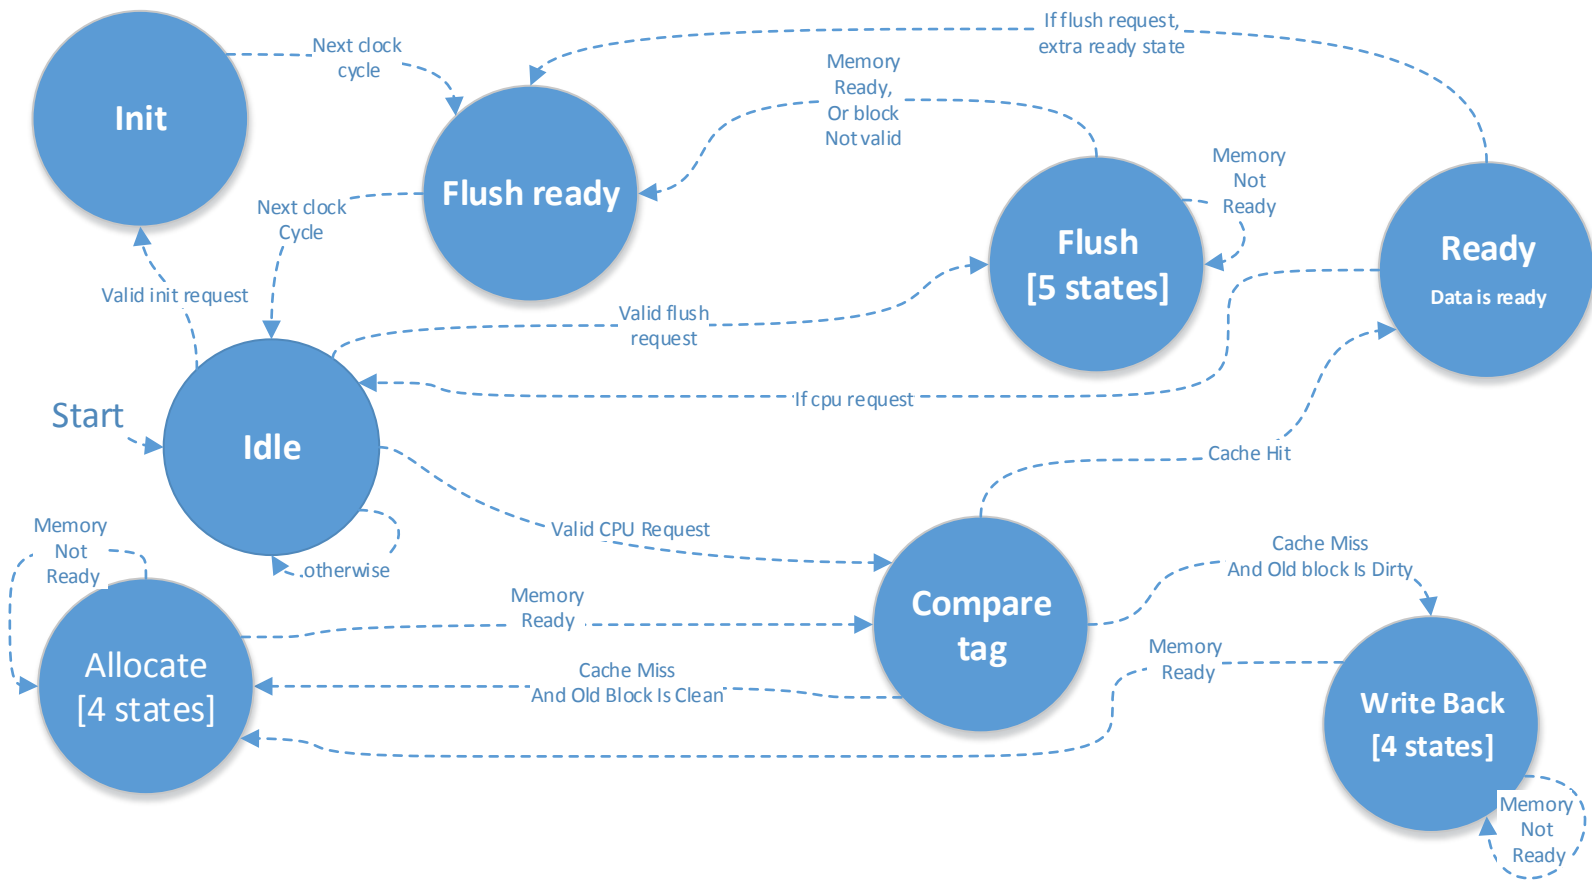 If flush request,
extra ready state
Next clock
cycle
Memory
Ready,
Or block
Not valid
Init
Memory
Not
Ready
Flush ready
Next clock
Cycle
Flush
[5 states]
Ready
Data is ready
Valid init request
Valid flush
request
If cpu request
Start
Idle
Cache Hit
Valid CPU Request
Memory
Not
Ready
.otherwise
Cache Miss
And Old block Is Dirty
Memory
Ready
Compare
tag
Allocate
[4 states]
Cache Miss
And Old Block Is Clean
Memory
Ready
Write Back
[4 states]
Memory
Not
Ready